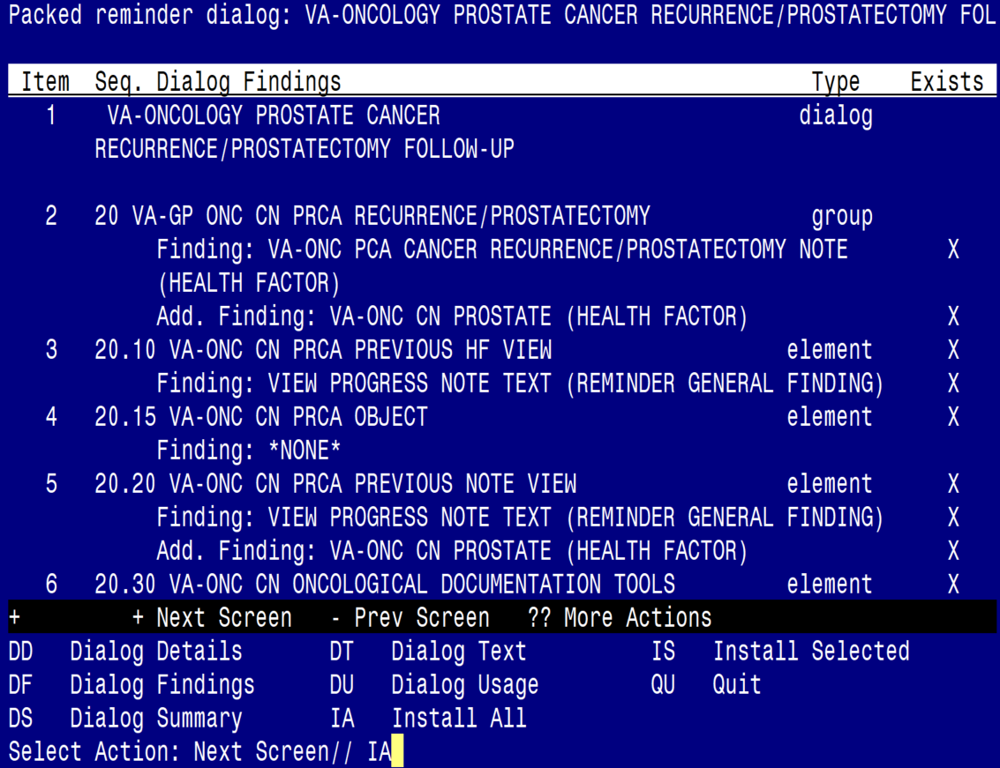 Packed reminder dialog: VA-ONCOLOGY PROSTATE CANCER RECURRENCE/PROSTATECTOMY FOL
Item Seq. Dialog Findings Type Exists
1 VA-ONCOLOGY PROSTATE CANCER dialog
RECURRENCE/PROSTATECTOMY FOLLOW-UP
2 20 VA-GP ONC CN PRCA RECURRENCE/PROSTATECTOMY group
Finding: VA-ONC PCA CANCER RECURRENCE/PROSTATECTOMY NOTE X
(HEALTH FACTOR)
Add. Finding: VA-ONC CN PROSTATE (HEALTH FACTOR) X
3 20.10 VA-ONC CN PRCA PREVIOUS HF VIEW element X
Finding: VIEW PROGRESS NOTE TEXT (REMINDER GENERAL FINDING) X
4 20.15 VA-ONC CN PRCA OBJECT element X
Finding: *NONE*
5 20.20 VA-ONC CN PRCA PREVIOUS NOTE VIEW element X
Finding: VIEW PROGRESS NOTE TEXT (REMINDER GENERAL FINDING) X
Add. Finding: VA-ONC CN PROSTATE (HEALTH FACTOR) X
6 20.30 VA-ONC CN ONCOLOGICAL DOCUMENTATION TOOLS element X
+ + Next Screen - Prev Screen ?? More Actions
DD Dialog Details DT Dialog Text IS Install Selected
DF Dialog Findings DU Dialog Usage QU Quit
DS Dialog Summary IA Install All
Select Action: Next Screen// IA